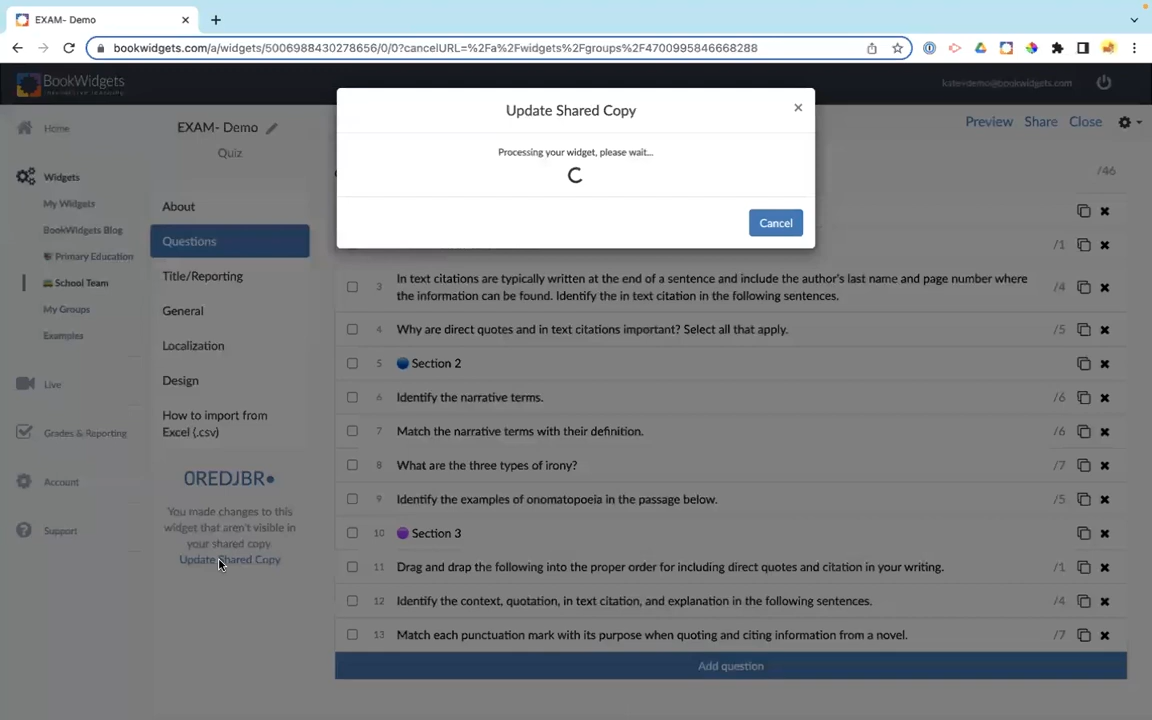 EXAM- Demo
bookwidgets.com/a/widgets/5006988430278656/0/0?cancelURL=%2Fa%2Fwidgets%2Fgroups%2F4700995846668288
BookWidgets
katevdemo@bookwidgets.com
Home
Widgets
My Widgets
BookWidgets Blog
Primary Education
School Team
My Groups
Examples
Live
Grades & Reporting
Account
Support
EXAM- Demo
Quiz
About
Questions
Title/Reporting
General
Localization
Design
How to import from
Excel (.csv)
0REDJBR
You made changes to this
widget that aren't visible in
your shared copy
Update Shared Copy
Preview Share Close
Update Shared Copy
×
Processing your widget, please wait...
Cancel
/46
/1
3 In text citations are typically written at the end of a sentence and include the author's last name and page number where
the information can be found. Identify the in text citation in the following sentences. /4
4 Why are direct quotes and in text citations important? Select all that apply. /5
5 Section 2
6 Identify the narrative terms. /6
7 Match the narrative terms with their definition. /6
8 What are the three types of irony? /7
9 Identify the examples of onomatopoeia in the passage below. /5
10 Section 3
11 Drag and drap the following into the proper order for including direct quotes and citation in your writing. /1
12 Identify the context, quotation, in text citation, and explanation in the following sentences. /4
13 Match each punctuation mark with its purpose when quoting and citing information from a novel. /7
Add question